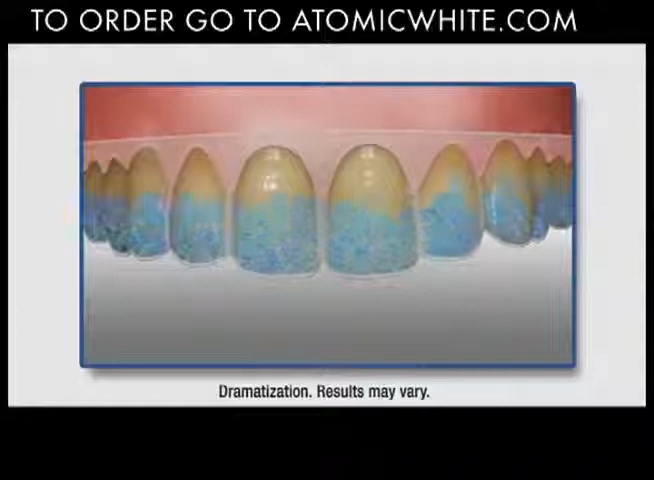 TO ORDER GO TO ATOMICWHITE.COM
Dramatization. Results may vary.